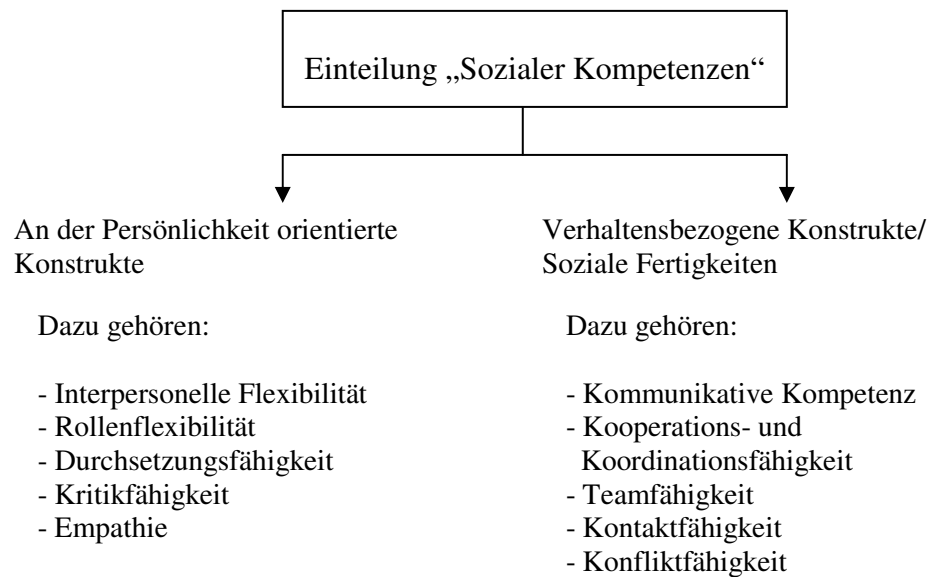 Einteilung „Sozialer Kompetenzen“
An der Persönlichkeit orientierte
Konstrukte
Dazu gehören:
- Interpersonelle Flexibilität
- Rollenflexibilität
- Durchsetzungsfähigkeit
- Kritikfähigkeit
- Empathie
Verhaltensbezogene Konstrukte/
Soziale Fertigkeiten
Dazu gehören:
- Kommunikative Kompetenz
- Kooperations- und
Koordinationsfähigkeit
- Teamfähigkeit
- Kontaktfähigkeit
- Konfliktfähigkeit